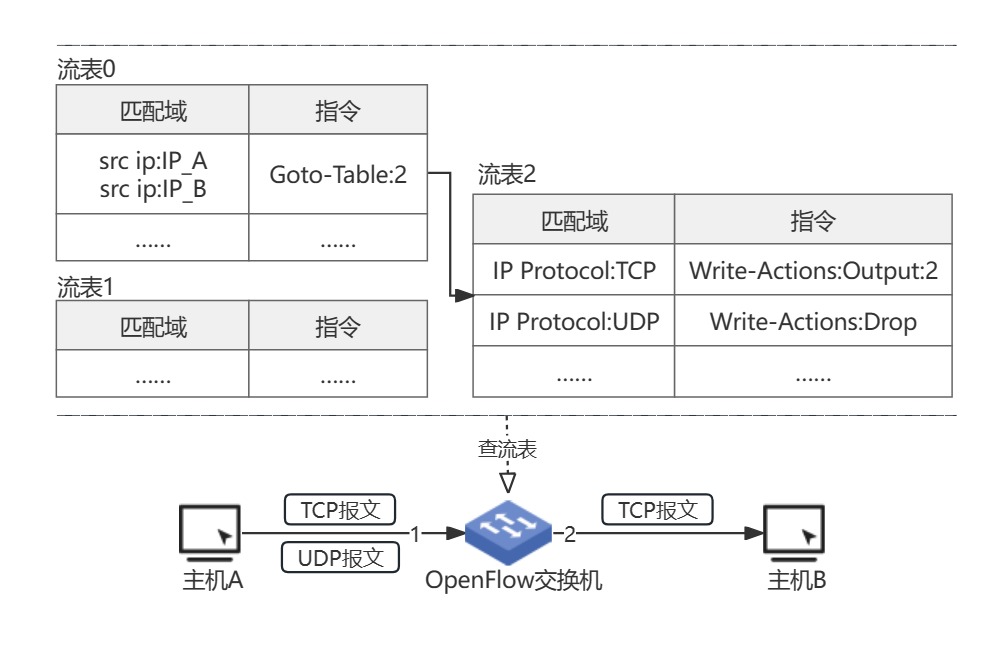 流表0
匹配域 指令
src ip:IP_A
src ip:IP_B
Goto-Table:2
...... ......
流表1
匹配域 指令
...... ......
流表2
匹配域 指令
IP Protocol:TCP Write-Actions:Output:2
IP Protocol:UDP Write-Actions:Drop
...... ......
查流表
TCP报文
UDP报文
1
2
TCP报文
主机A
OpenFlow交换机
主机B